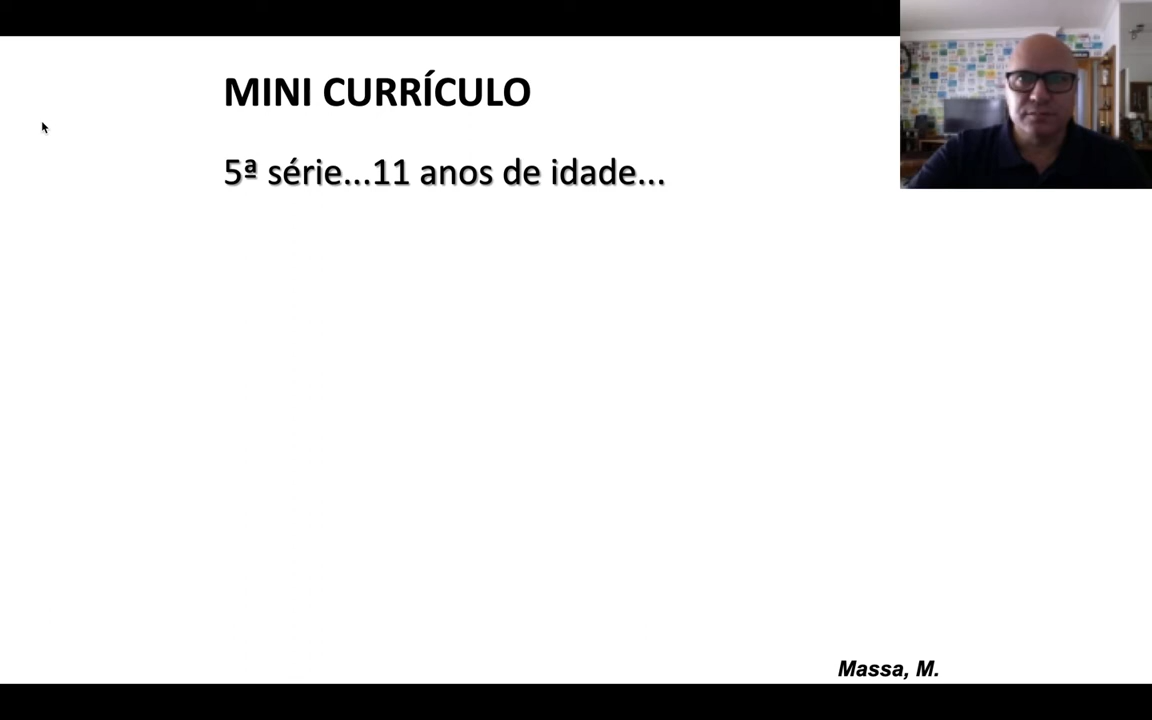 MINI CURRÍCULO
5ª série...11 anos de idade...
Massa, M.